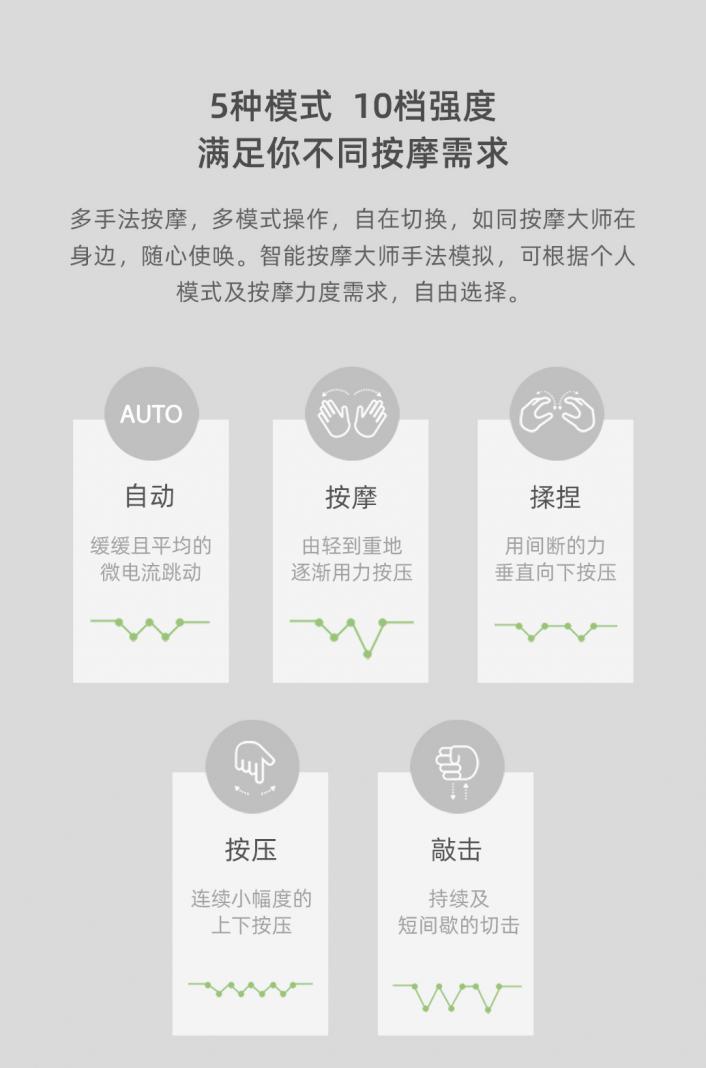 5种模式 10档强度
满足你不同按摩需求
多手法按摩，多模式操作，自在切换，如同按摩大师在
身边，随心使唤。智能按摩大师手法模拟，可根据个人
模式及按摩力度需求，自由选择。
AUTO
自动
缓缓且平均的
微电流跳动
按摩
由轻到重地
逐渐用力按压
揉捏
用间断的力
垂直向下按压
按压
连续小幅度的
上下按压
敲击
持续及
短间歇的切击